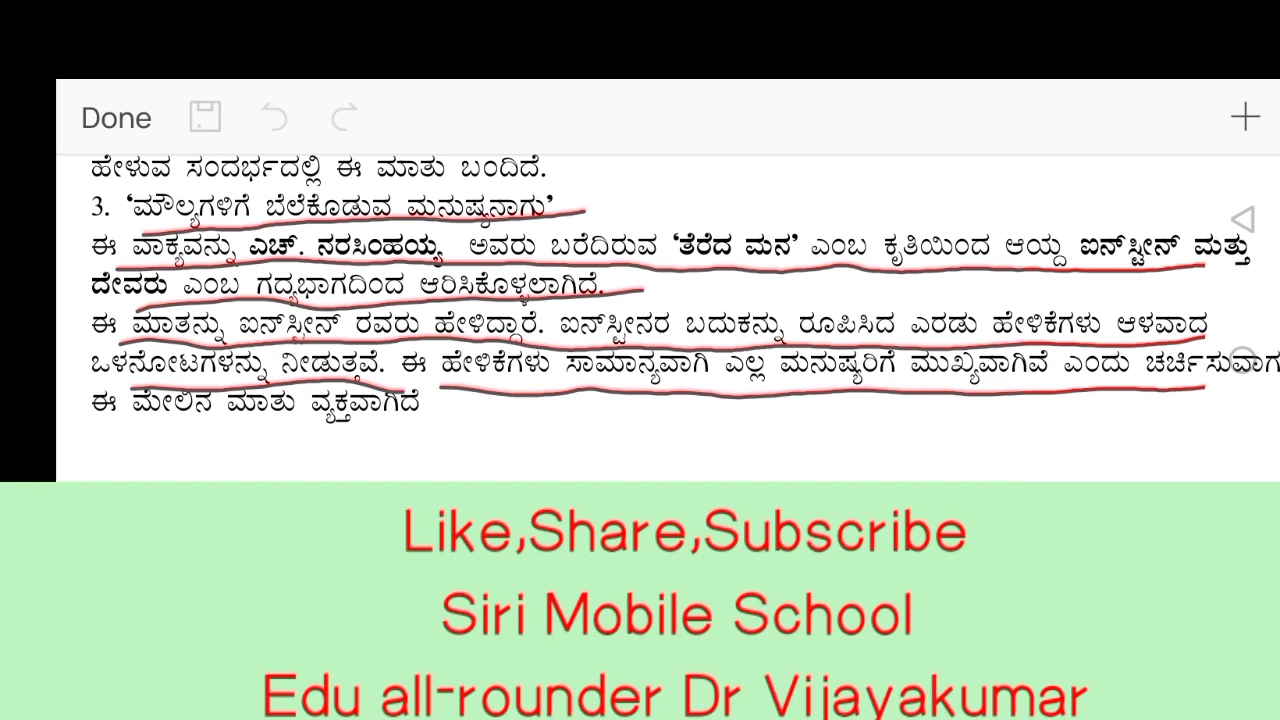 Done
ಹೇಳುವ ಸಂದರ್ಭದಲ್ಲಿ ಈ ಮಾತು ಬಂದಿದೆ.
3. ‘ಮೌಲ್ಯಗಳಿಗೆ ಬೆಲೆಕೊಡುವ ಮನುಷ್ಯನಾಗು’
ಈ ವಾಕ್ಯವನ್ನು ಎಚ್. ನರಸಿಂಹಯ್ಯ ಅವರು ಬರೆದಿರುವ ‘ತೆರೆದ ಮನ’ ಎಂಬ ಕೃತಿಯಿಂದ ಆಯ್ದ ಐನ್‌ಸ್ಟೀನ್ ಮತ್ತು
ದೇವರು ಎಂಬ ಗದ್ಯಭಾಗದಿಂದ ಆರಿಸಿಕೊಳ್ಳಲಾಗಿದೆ.
ಈ ಮಾತನ್ನು ಐನ್‌ಸ್ಟೀನ್ ರವರು ಹೇಳಿದ್ದಾರೆ. ಐನ್‌ಸ್ಟೀನರ ಬದುಕನ್ನು ರೂಪಿಸಿದ ಎರಡು ಹೇಳಿಕೆಗಳು ಆಳವಾದ
ಒಳನೋಟಗಳನ್ನು ನೀಡುತ್ತವೆ. ಈ ಹೇಳಿಕೆಗಳು ಸಾಮಾನ್ಯವಾಗಿ ಎಲ್ಲ ಮನುಷ್ಯರಿಗೆ ಮುಖ್ಯವಾಗಿವೆ ಎಂದು ಚರ್ಚಿಸುವಾಗ
ಈ ಮೇಲಿನ ಮಾತು ವ್ಯಕ್ತವಾಗಿದೆ
Like,Share,Subscribe
Siri Mobile School
Edu all-rounder Dr Vijayakumar